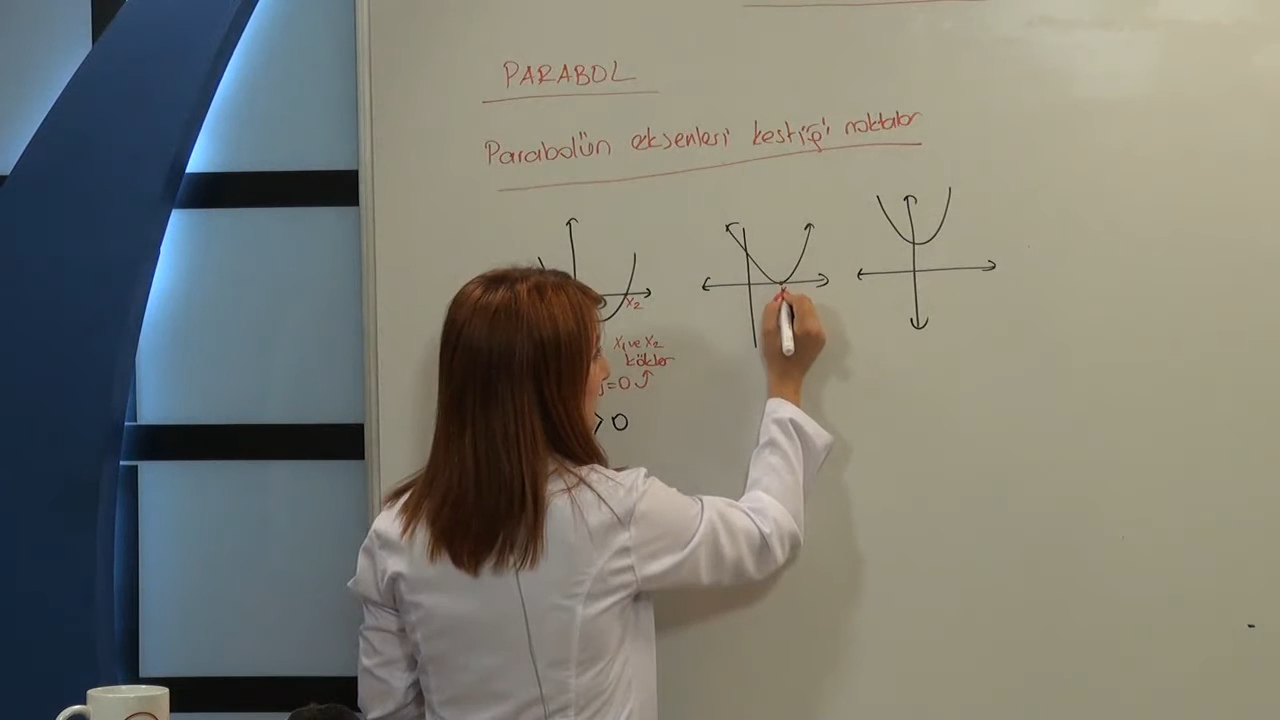 PARABOL
Parabolün eksenleri kestiği noktalar
x₂
x₁ ve x₂
kökler
=0
> 0